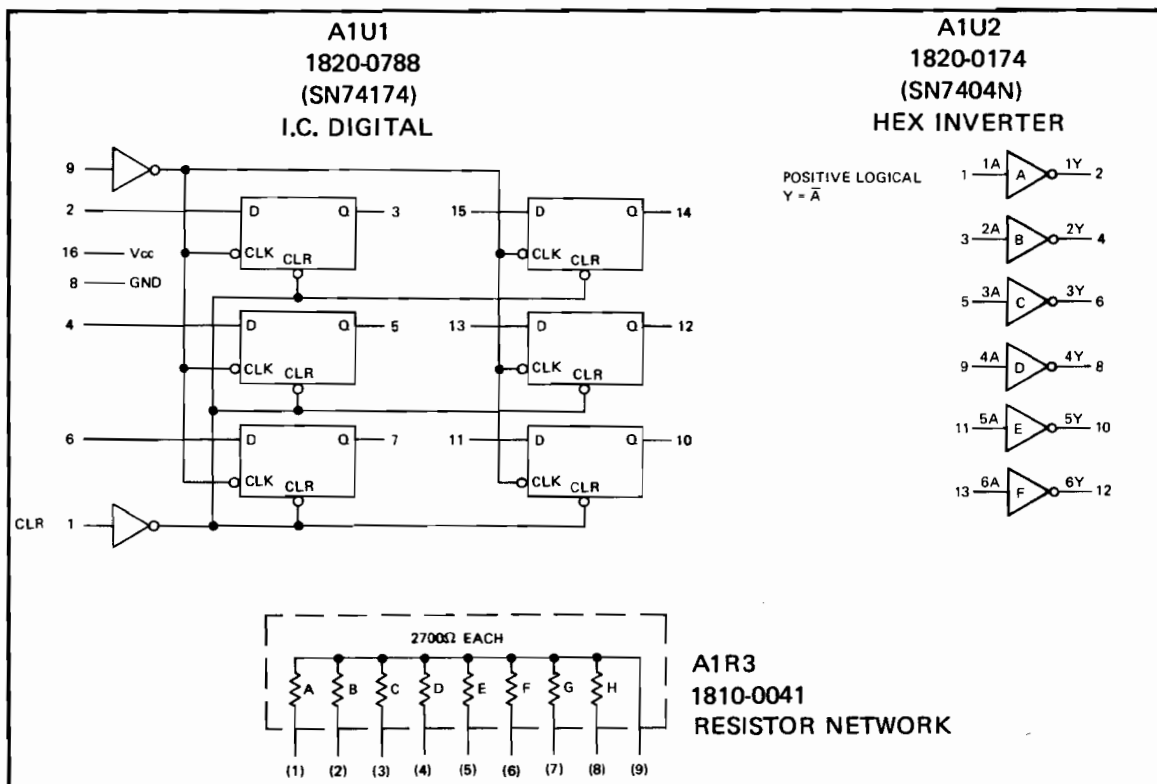 A1U1
1820-0788
(SN74174)
I.C. DIGITAL
9
2 D Q 3
16 Vcc
CLK
CLR
8 GND
4 D Q 5
CLK
CLR
6 D Q 7
CLK
CLR
CLR 1
15 D Q 14
CLK
CLR
13 D Q 12
CLK
CLR
11 D Q 10
CLK
CLR
A1U2
1820-0174
(SN7404N)
HEX INVERTER
POSITIVE LOGICAL
Y = A̅
1 1A A 1Y 2
3 2A B 2Y 4
5 3A C 3Y 6
9 4A D 4Y 8
11 5A E 5Y 10
13 6A F 6Y 12
2700Ω EACH
A B C D E F G H
(1) (2) (3) (4) (5) (6) (7) (8) (9)
A1R3
1810-0041
RESISTOR NETWORK